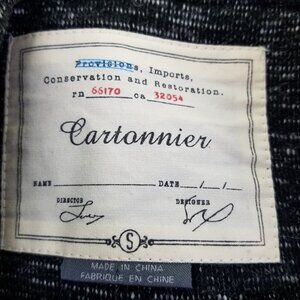 Provisions, Imports,
Conservation and Restoration.
rn 66170 ca 32054
Cartonnier
NAME DATE / /
DIRECTOR DESIGNER
S
MADE IN CHINA
FABRIQUE EN CHINE